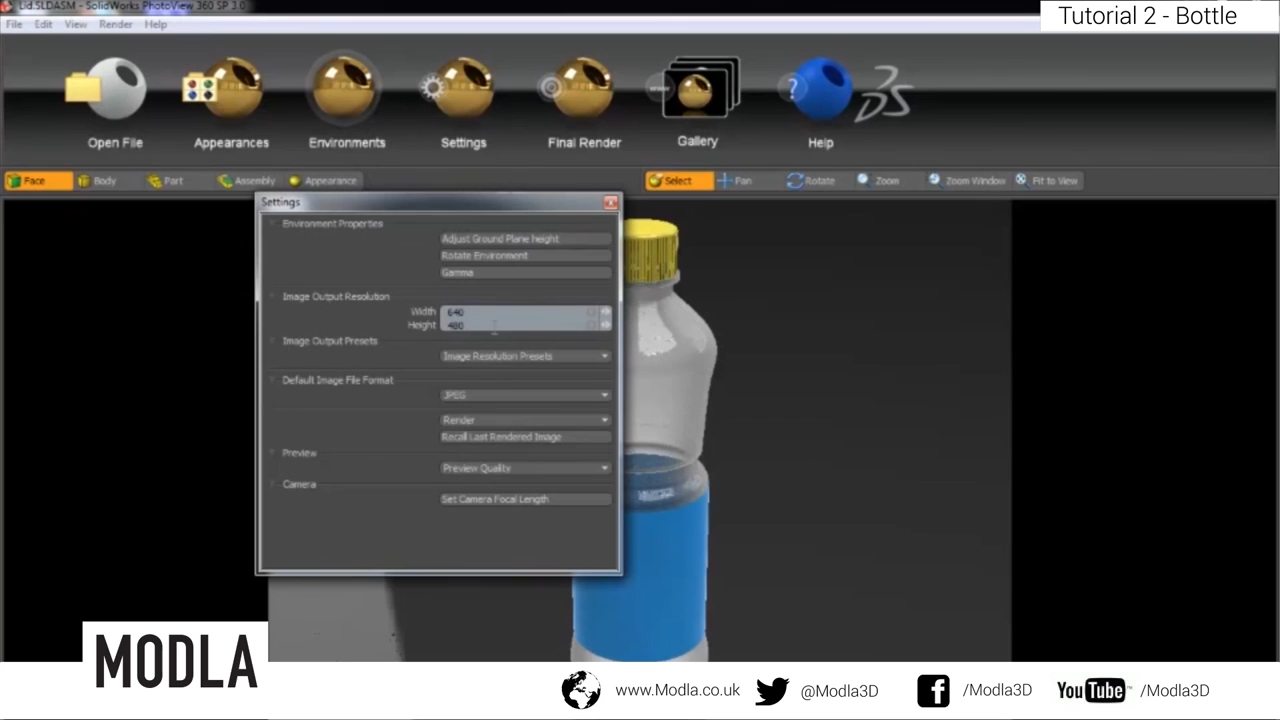 Lid.SLDASM - SolidWorks PhotoView 360 SP 3.0
Tutorial 2 - Bottle
File Edit View Render Help
Open File
Appearances
Environments
Settings
Final Render
Gallery
Help
Face Body Part Assembly Appearance
Select Pan Rotate Zoom Zoom Window Fit to View
Settings
Environment Properties
Adjust Ground Plane height
Rotate Environment
Gamma
Image Output Resolution
Width 640
Height 480
Image Output Presets
Image Resolution Presets
Default Image File Format
JPEG
Render
Recall Last Rendered Image
Preview
Preview Quality
Camera
Set Camera Focal Length
MODLA
www.Modla.co.uk
@Modla3D
/Modla3D
YouTube /Modla3D